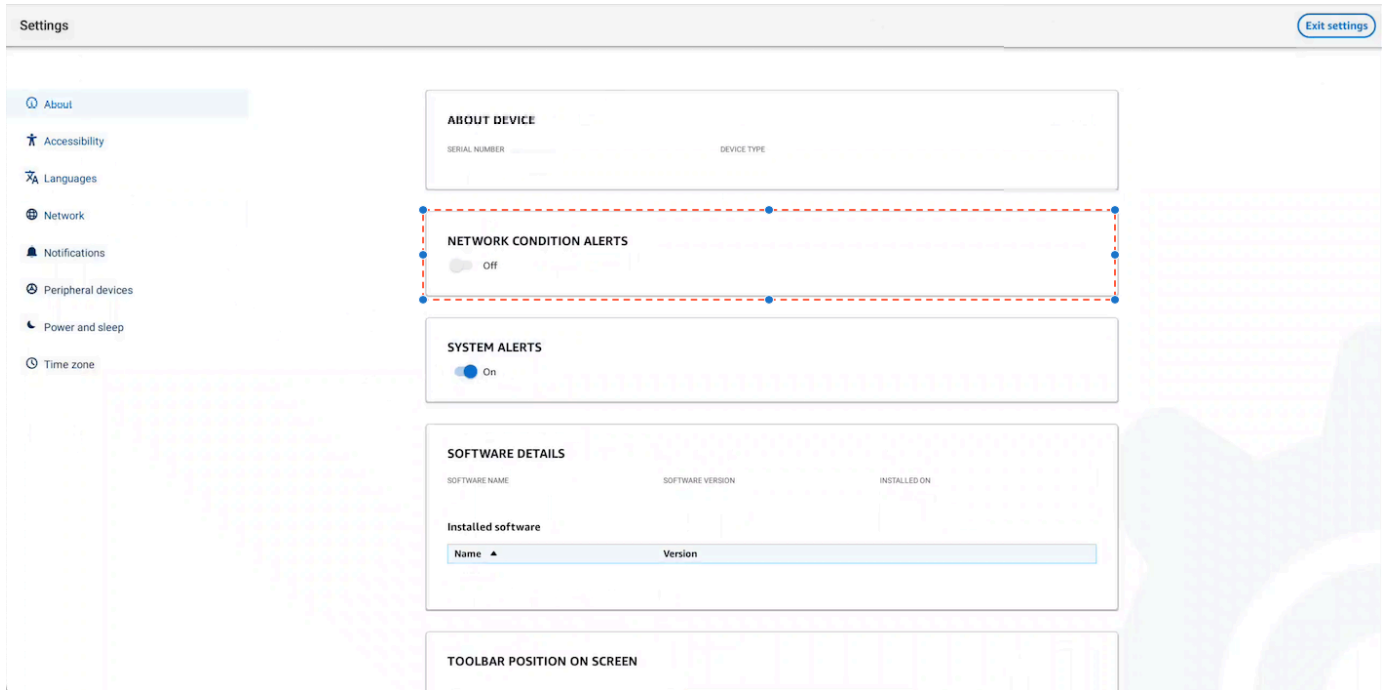 Settings
Exit settings
About
Accessibility
Languages
Network
Notifications
Peripheral devices
Power and sleep
Time zone
ABOUT DEVICE
SERIAL NUMBER DEVICE TYPE
NETWORK CONDITION ALERTS
Off
SYSTEM ALERTS
On
SOFTWARE DETAILS
SOFTWARE NAME SOFTWARE VERSION INSTALLED ON
Installed software
Name Version
TOOLBAR POSITION ON SCREEN